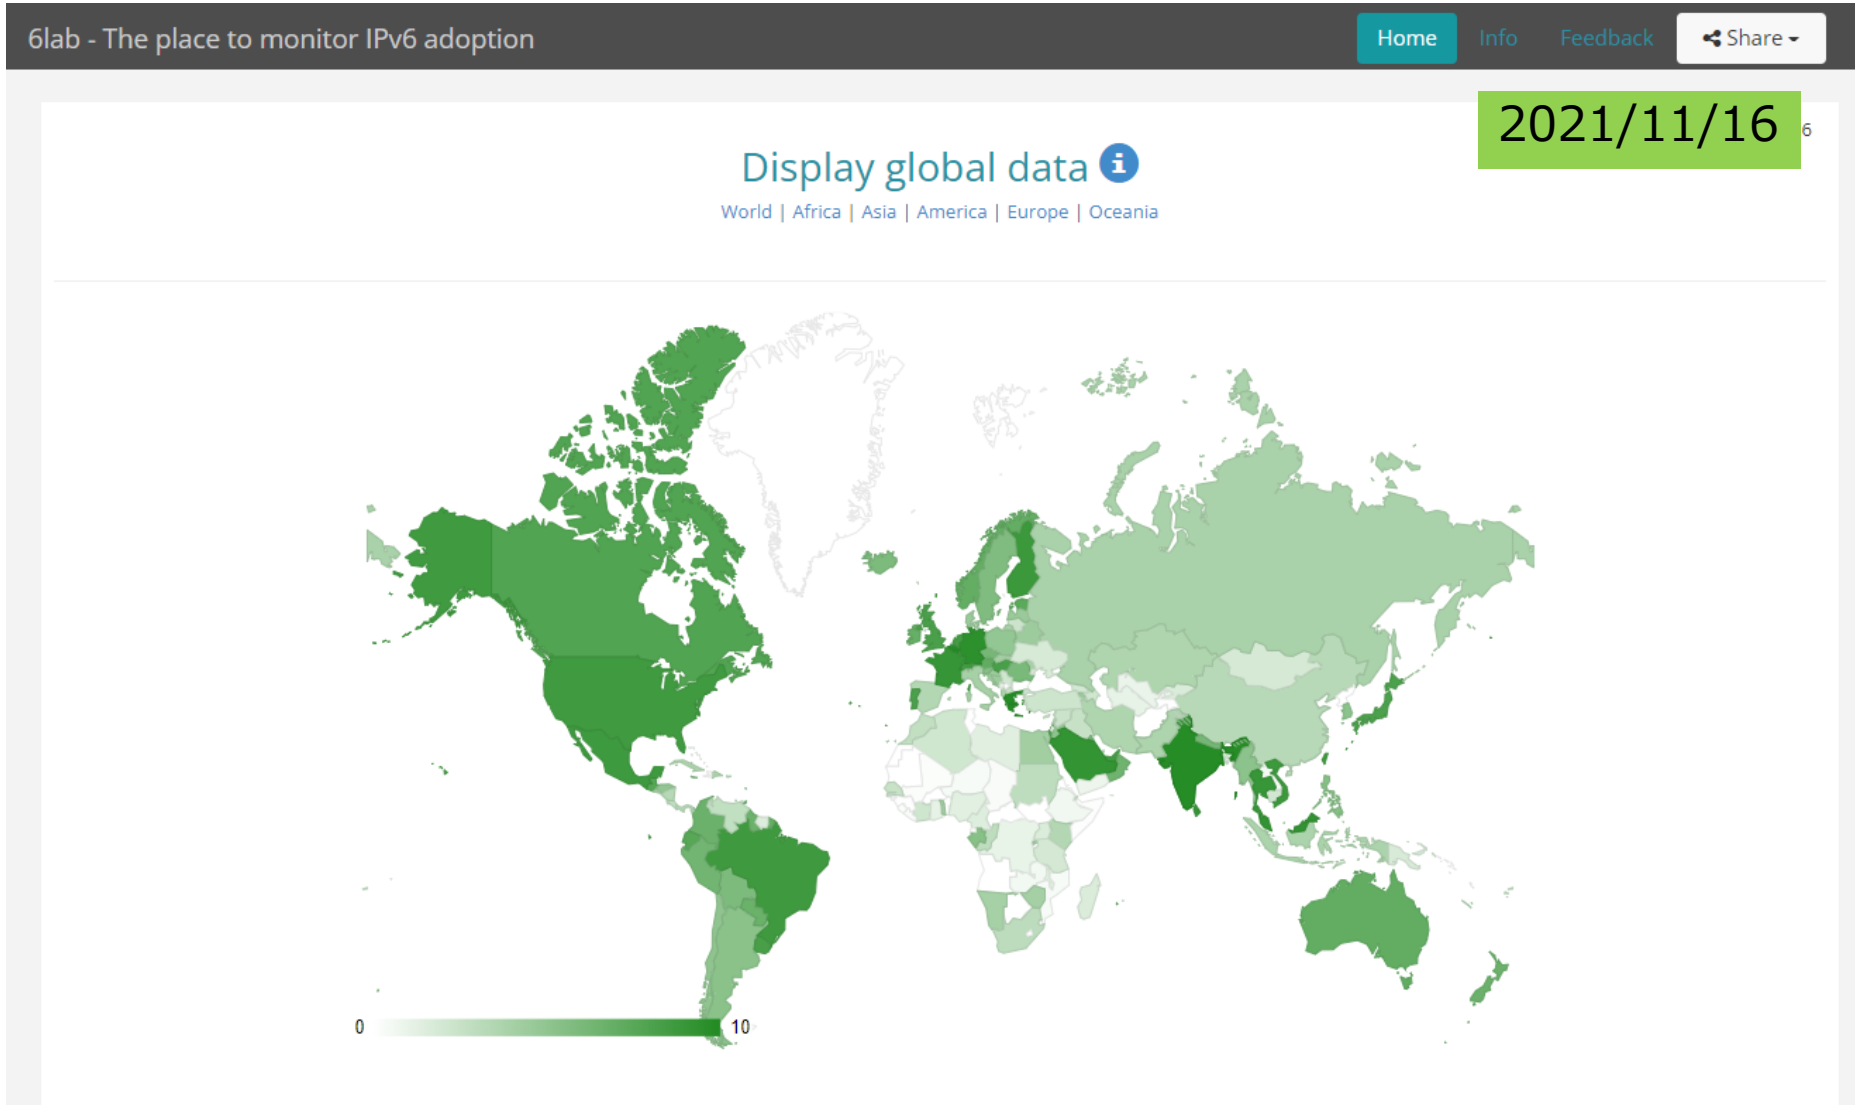 6lab - The place to monitor IPv6 adoption
Home Info Feedback Share
2021/11/16 6
Display global data
World | Africa | Asia | America | Europe | Oceania
0 10